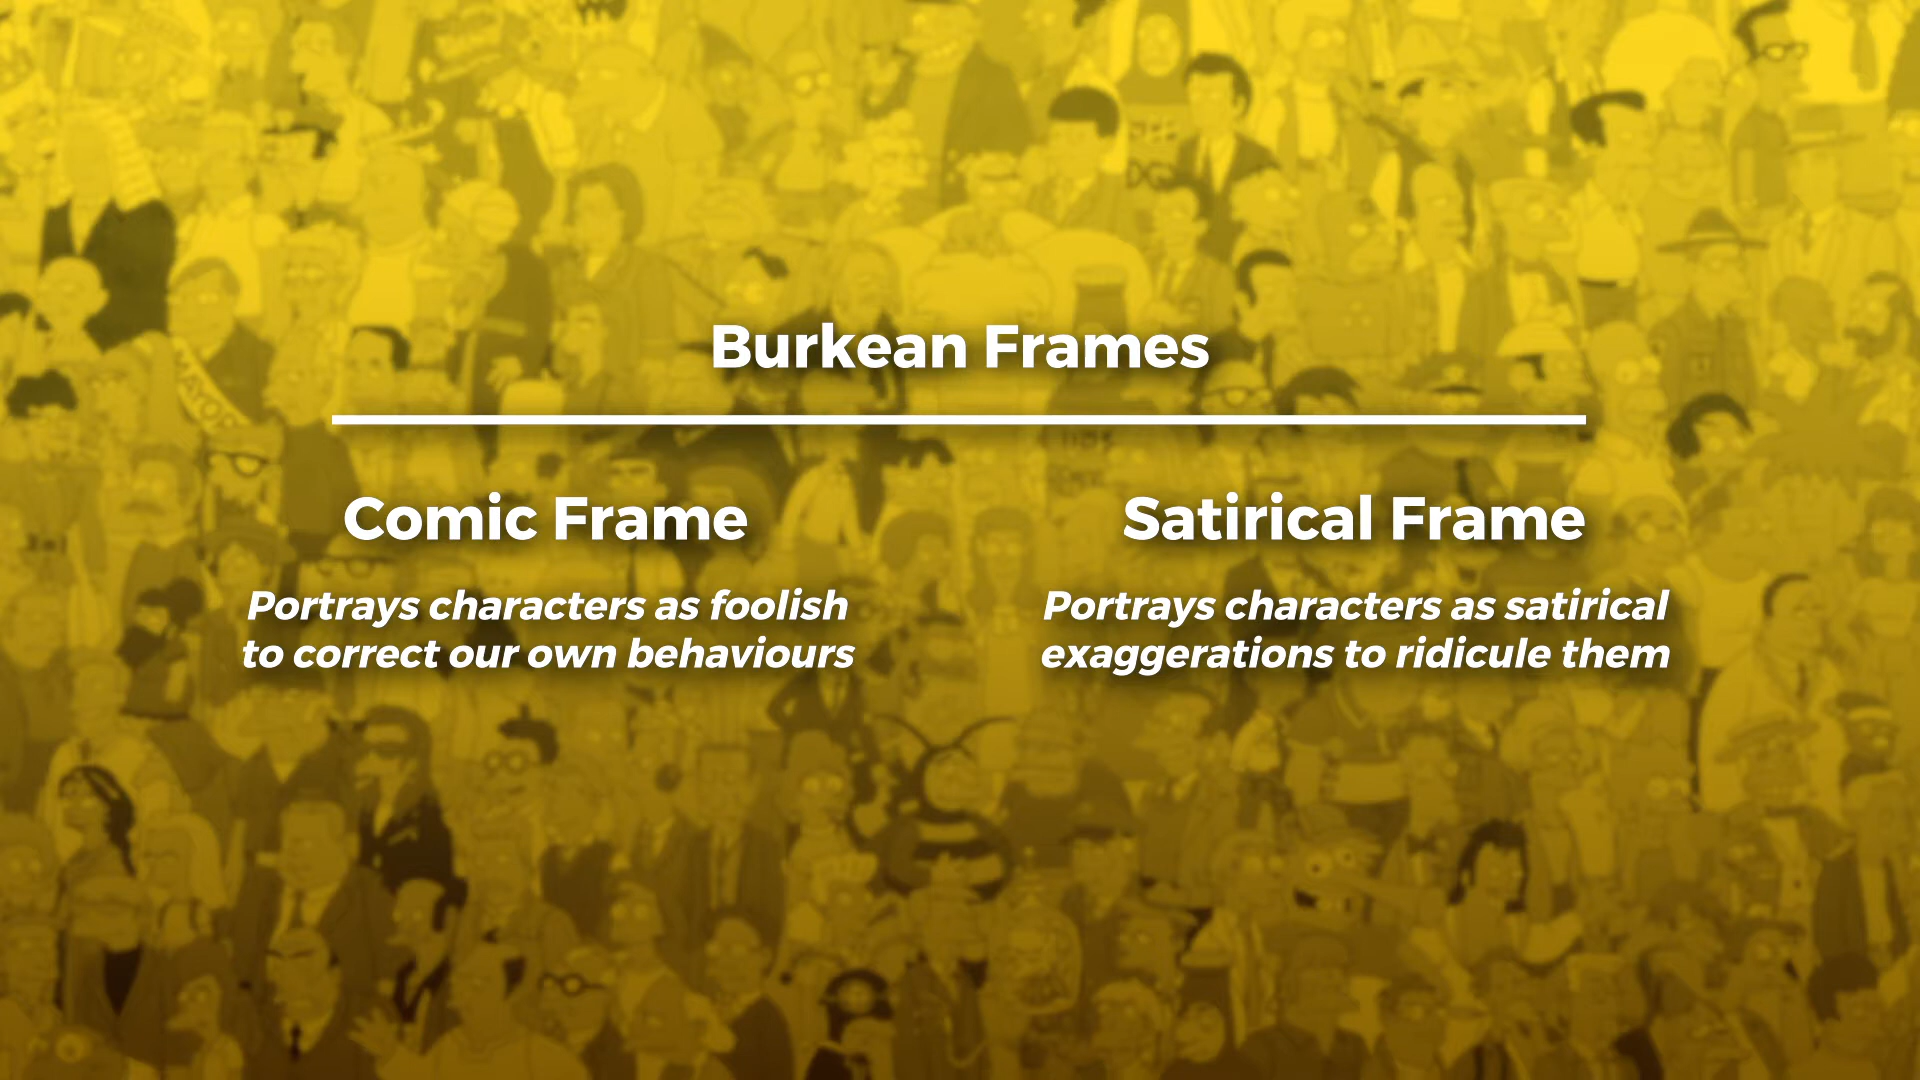 Burkean Frames
Comic Frame
Portrays characters as foolish
to correct our own behaviours
Satirical Frame
Portrays characters as satirical
exaggerations to ridicule them
MAYOR